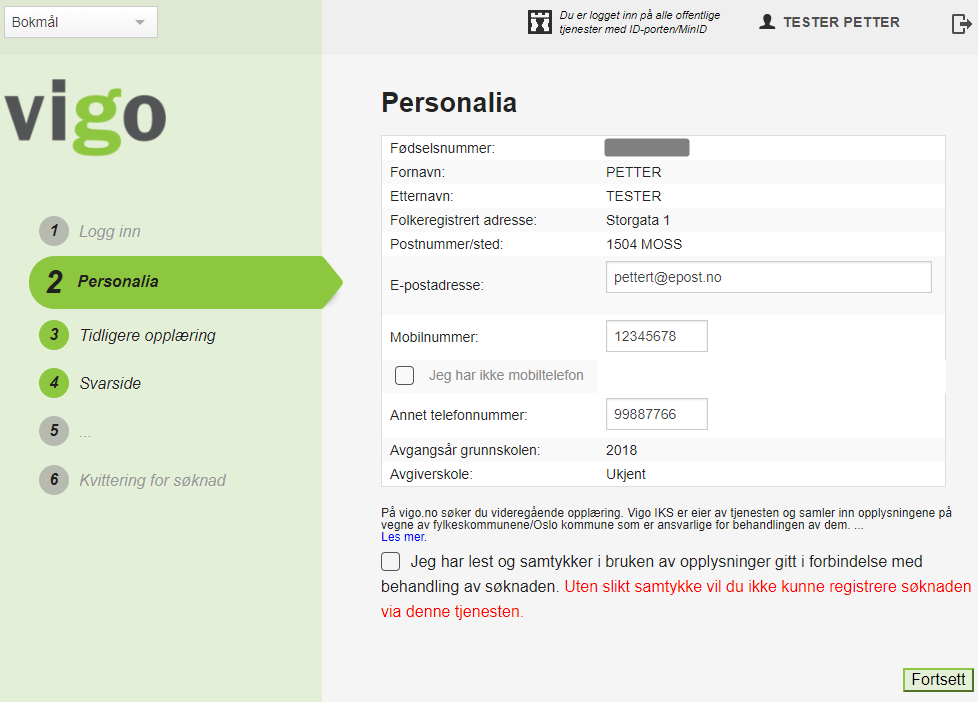 Bokmål
Du er logget inn på alle offentlige
tjenester med ID-porten/MinID
TESTER PETTER
vigo
1 Logg inn
2 Personalia
3 Tidligere opplæring
4 Svarside
5 ...
6 Kvittering for søknad
Personalia
Fødselsnummer:
Fornavn: PETTER
Etternavn: TESTER
Folkeregistrert adresse: Storgata 1
Postnummer/sted: 1504 MOSS
E-postadresse: pettert@epost.no
Mobilnummer: 12345678
Jeg har ikke mobiltelefon
Annet telefonnummer: 99887766
Avgangsår grunnskolen: 2018
Avgiverskole: Ukjent
På vigo.no søker du videregående opplæring. Vigo IKS er eier av tjenesten og samler inn opplysningene på
vegne av fylkeskommunene/Oslo kommune som er ansvarlige for behandlingen av dem. ...
Les mer.
Jeg har lest og samtykker i bruken av opplysninger gitt i forbindelse med
behandling av søknaden. Uten slikt samtykke vil du ikke kunne registrere søknaden
via denne tjenesten.
Fortsett